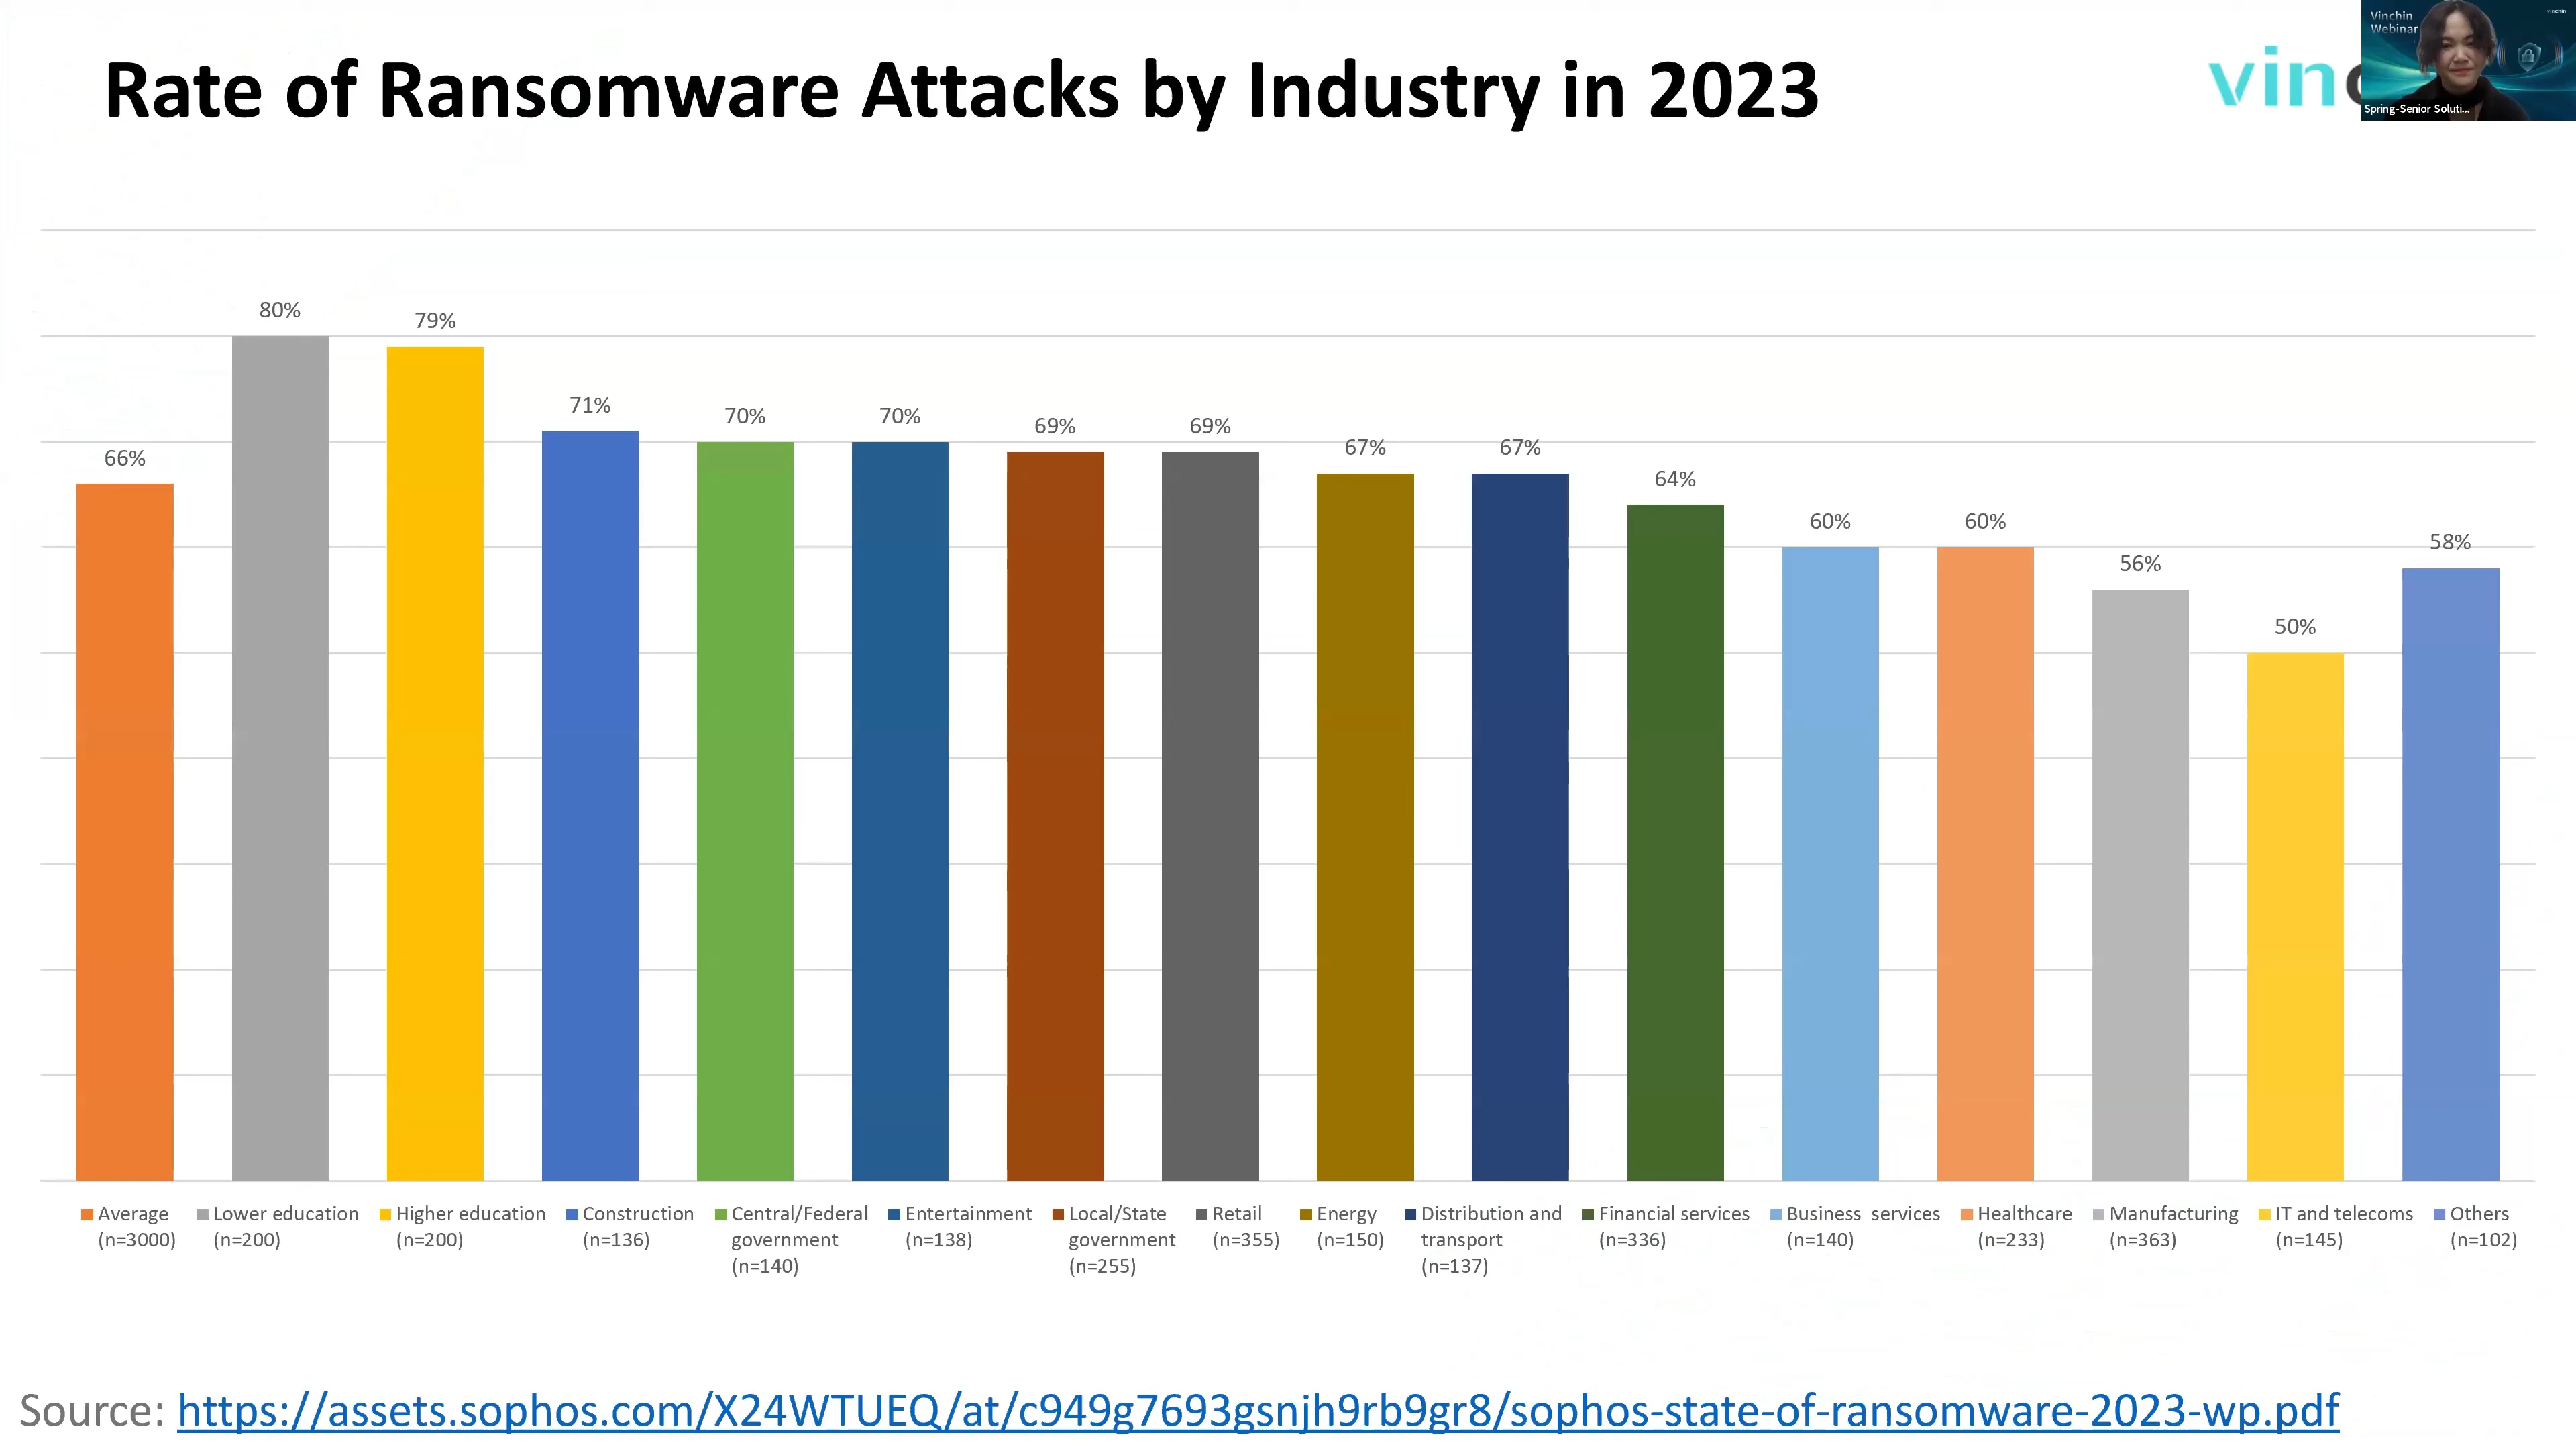 Rate of Ransomware Attacks by Industry in 2023
Vinchin
Webinar
vinchin
Spring-Senior Soluti...
66%
80%
79%
71%
70%
70%
69%
69%
67%
67%
64%
60%
60%
56%
50%
58%
Average
(n=3000)
Lower education
(n=200)
Higher education
(n=200)
Construction
(n=136)
Central/Federal
government
(n=140)
Entertainment
(n=138)
Local/State
government
(n=255)
Retail
(n=355)
Energy
(n=150)
Distribution and
transport
(n=137)
Financial services
(n=336)
Business  services
(n=140)
Healthcare
(n=233)
Manufacturing
(n=363)
IT and telecoms
(n=145)
Others
(n=102)
Source: https://assets.sophos.com/X24WTUEQ/at/c949g7693gsnjh9rb9gr8/sophos-state-of-ransomware-2023-wp.pdf